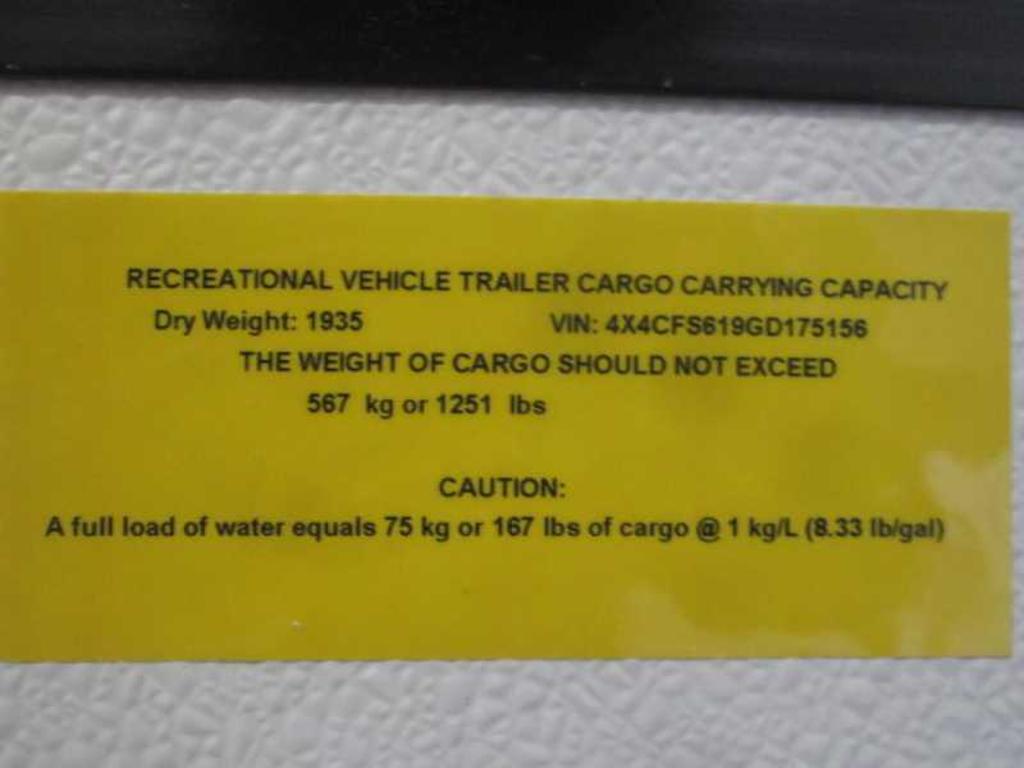 RECREATIONAL VEHICLE TRAILER CARGO CARRYING CAPACITY
Dry Weight: 1935 VIN: 4X4CFS619GD175156
THE WEIGHT OF CARGO SHOULD NOT EXCEED
567 kg or 1251 lbs
CAUTION:
A full load of water equals 75 kg or 167 lbs of cargo @ 1 kg/L (8.33 lb/gal)